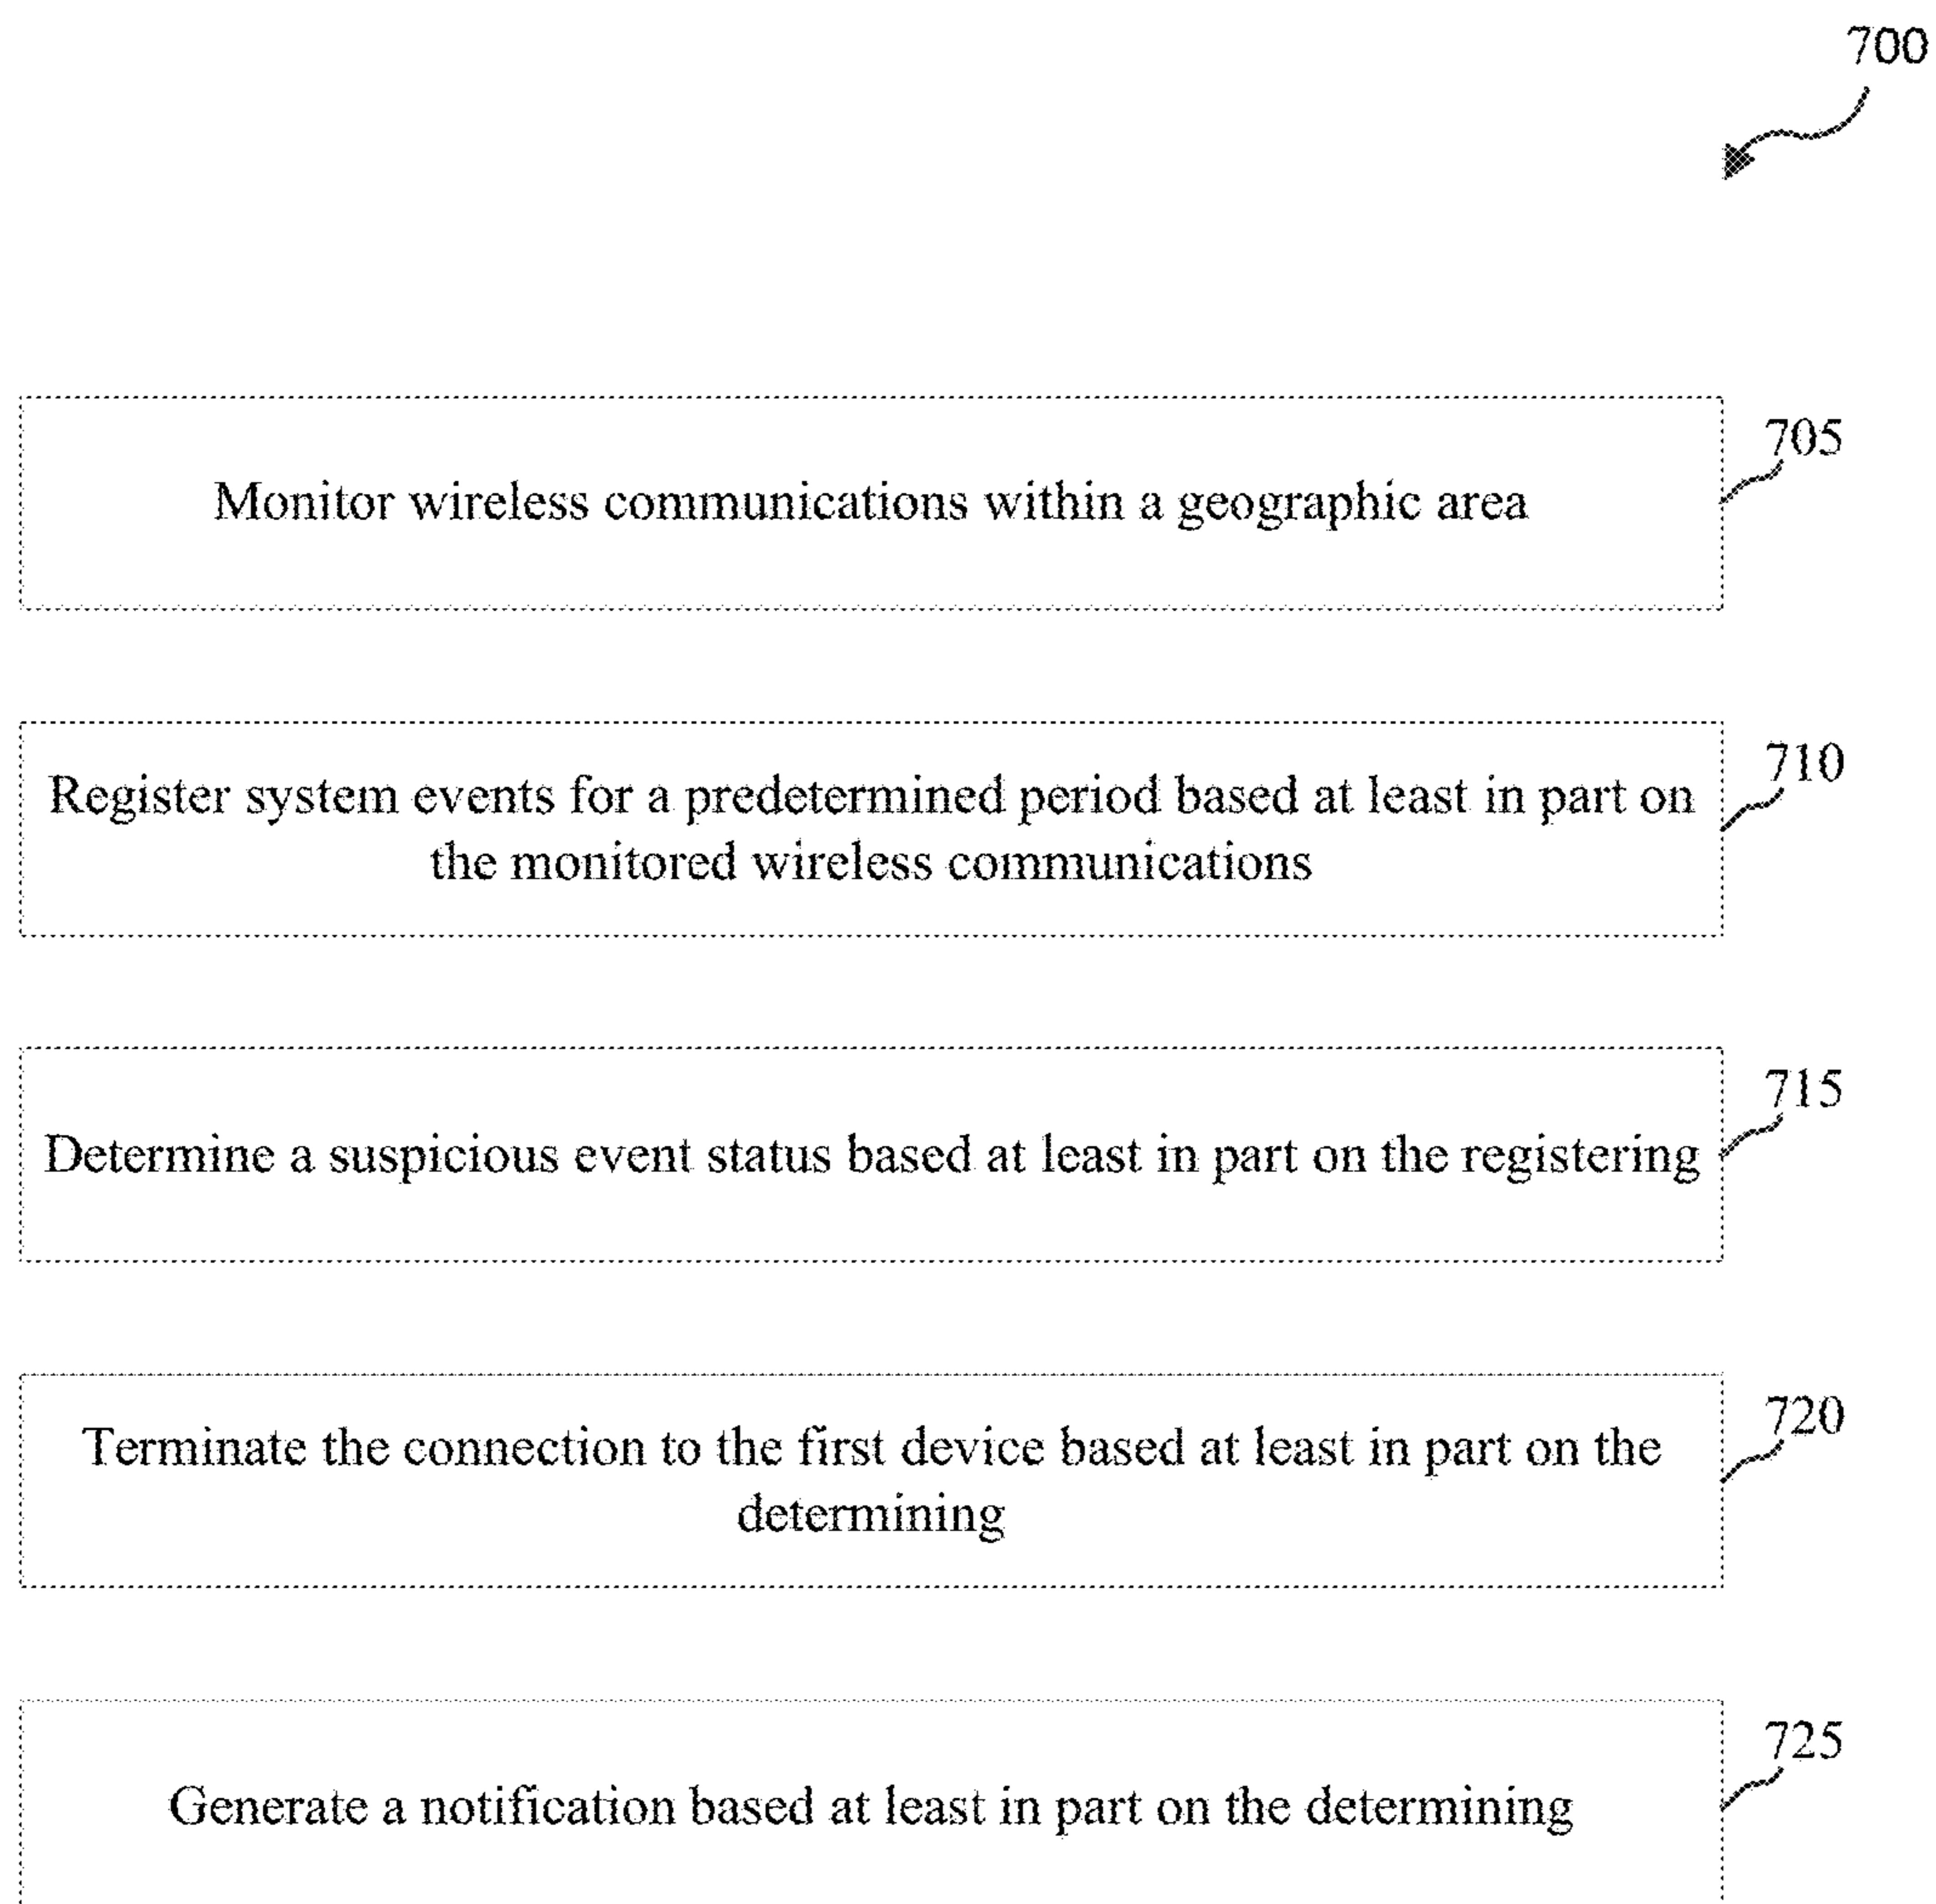 700
705
Monitor wireless communications within a geographic area
710
Register system events for a predetermined period based at least in part on
the monitored wireless communications
715
Determine a suspicious event status based at least in part on the registering
720
Terminate the connection to the first device based at least in part on the
determining
725
Generate a notification based at least in part on the determining